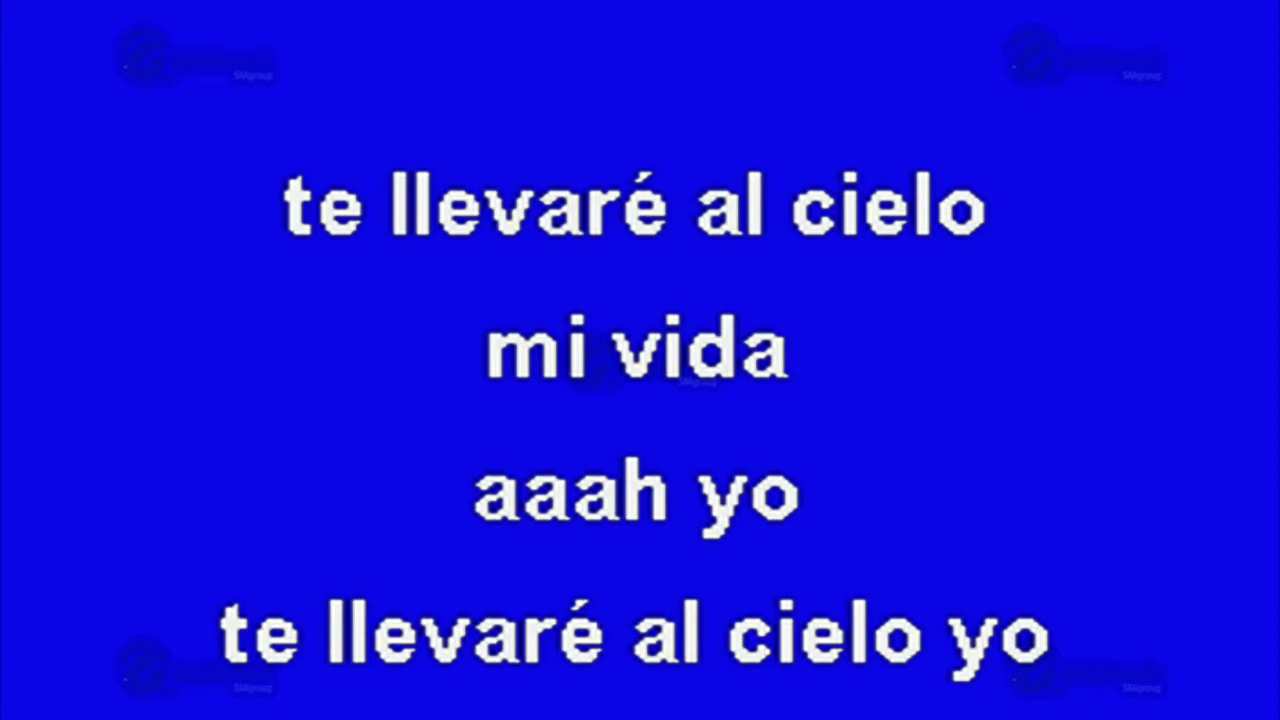 te llevaré al cielo
mi vida
aaah yo
te llevaré al cielo yo